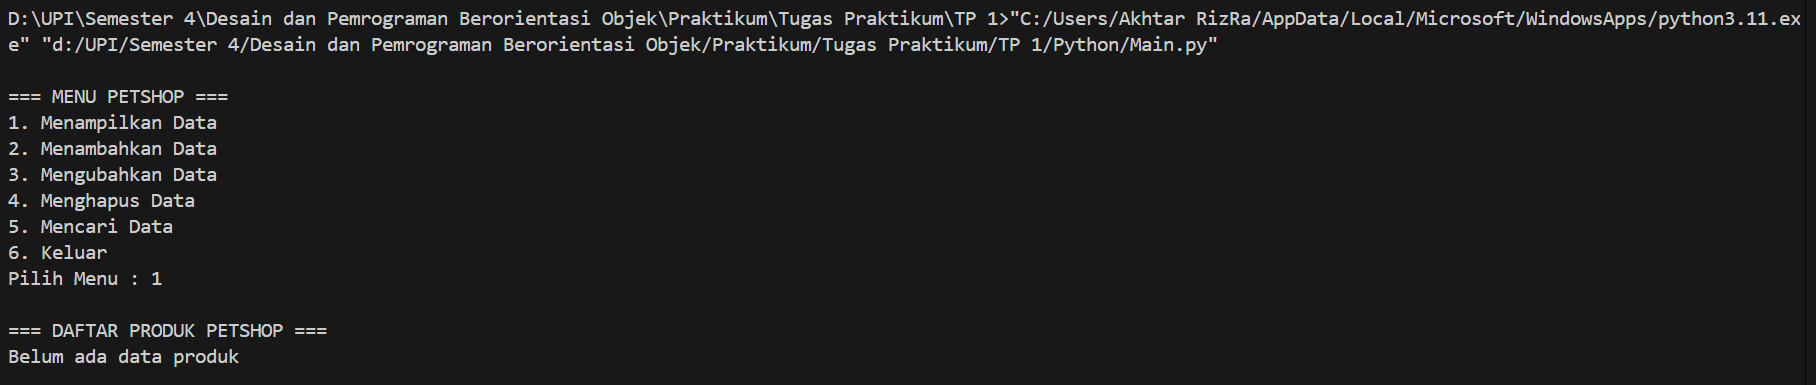 D:\UPI\Semester 4\Desain dan Pemrograman Berorientasi Objek\Praktikum\Tugas Praktikum\TP 1>"C:/Users/Akhtar RizRa/AppData/Local/Microsoft/WindowsApps/python3.11.ex
e" "d:/UPI/Semester 4/Desain dan Pemrograman Berorientasi Objek/Praktikum/Tugas Praktikum/TP 1/Python/Main.py"
=== MENU PETSHOP ===
1. Menampilkan Data
2. Menambahkan Data
3. Mengubahkan Data
4. Menghapus Data
5. Mencari Data
6. Keluar
Pilih Menu : 1
=== DAFTAR PRODUK PETSHOP ===
Belum ada data produk